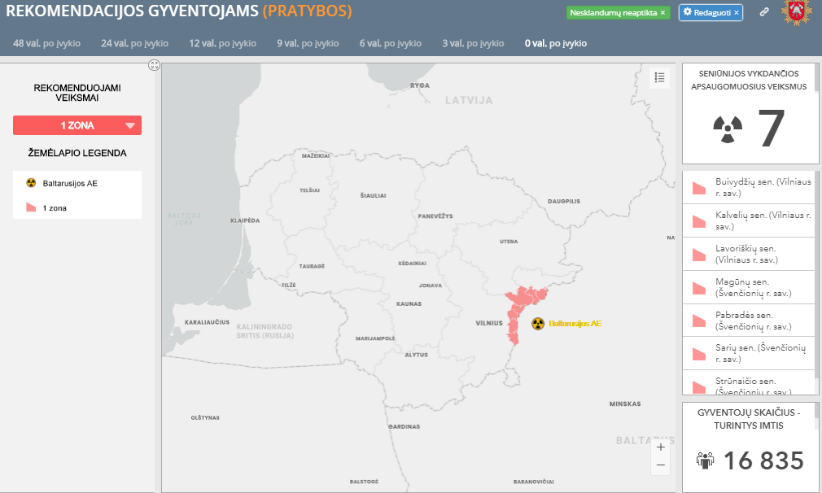 REKOMENDACIJOS GYVENTOJAMS (PRATYBOS)
Nesklandumų neaptikta ×
Redaguoti ×
48 val. po įvykio
24 val. po įvykio
12 val. po įvykio
9 val. po įvykio
6 val. po įvykio
3 val. po įvykio
0 val. po įvykio
REKOMENDUOJAMI
VEIKSMAI
1 ZONA
ŽEMĖLAPIO LEGENDA
Baltarusijos AE
1 zona
RYGA
LATVIJA
MAŽEIKIAI
TELŠIAI
ŠIAULIAI
DAUGPILIS
BALTIJOS
JŪRA
KLAIPĖDA
PANEVĖŽYS
UTENA
NA
TAURAGĖ
KĖDAINIAI
TILŽĖ
JONAVA
KAUNAS
KARALIAUČIUS
KALININGRADO
SRITIS (RUSIJA)
VILNIUS
Baltarusijos AE
MARIJAMPOLĖ
ALYTUS
MINSKAS
OLŠTYNAS
GARDINAS
BALTARUS
BALSTOGĖ
BARANOVIČIAI
+
−
SENIŪNIJOS VYKDANČIOS
APSAUGOMUOSIUS VEIKSMUS
7
Buivydžių sen. (Vilniaus
r. sav.)
Kalvelių sen. (Vilniaus r.
sav.)
Lavoriškių sen.
(Vilniaus r. sav.)
Magūnų sen.
(Švenčionių r. sav.)
Pabradės sen.
(Švenčionių r. sav.)
Sarių sen. (Švenčionių
r. sav.)
Strūnaičio sen.
(Švenčionių r. sav.)
GYVENTOJŲ SKAIČIUS -
TURINTYS IMTIS
16 835